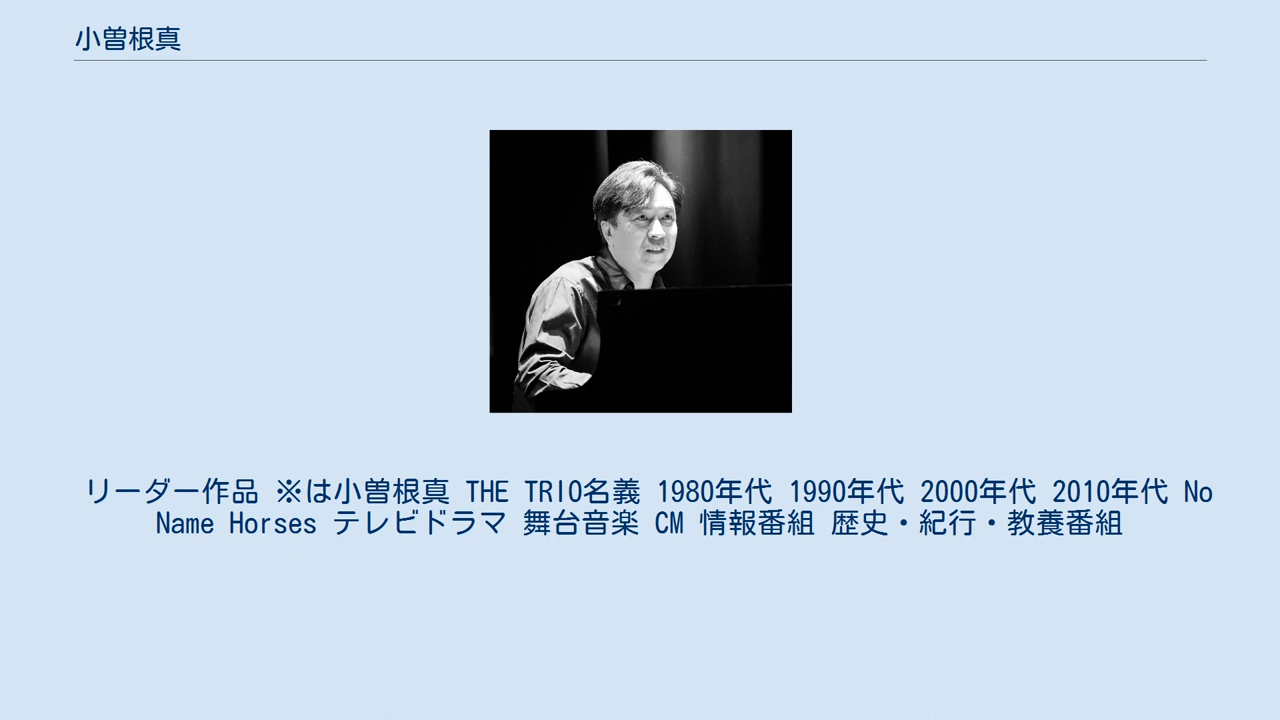 小曽根真
リーダー作品 ※は小曽根真 THE TRIO名義 1980年代 1990年代 2000年代 2010年代 No
Name Horses テレビドラマ 舞台音楽 CM 情報番組 歴史・紀行・教養番組